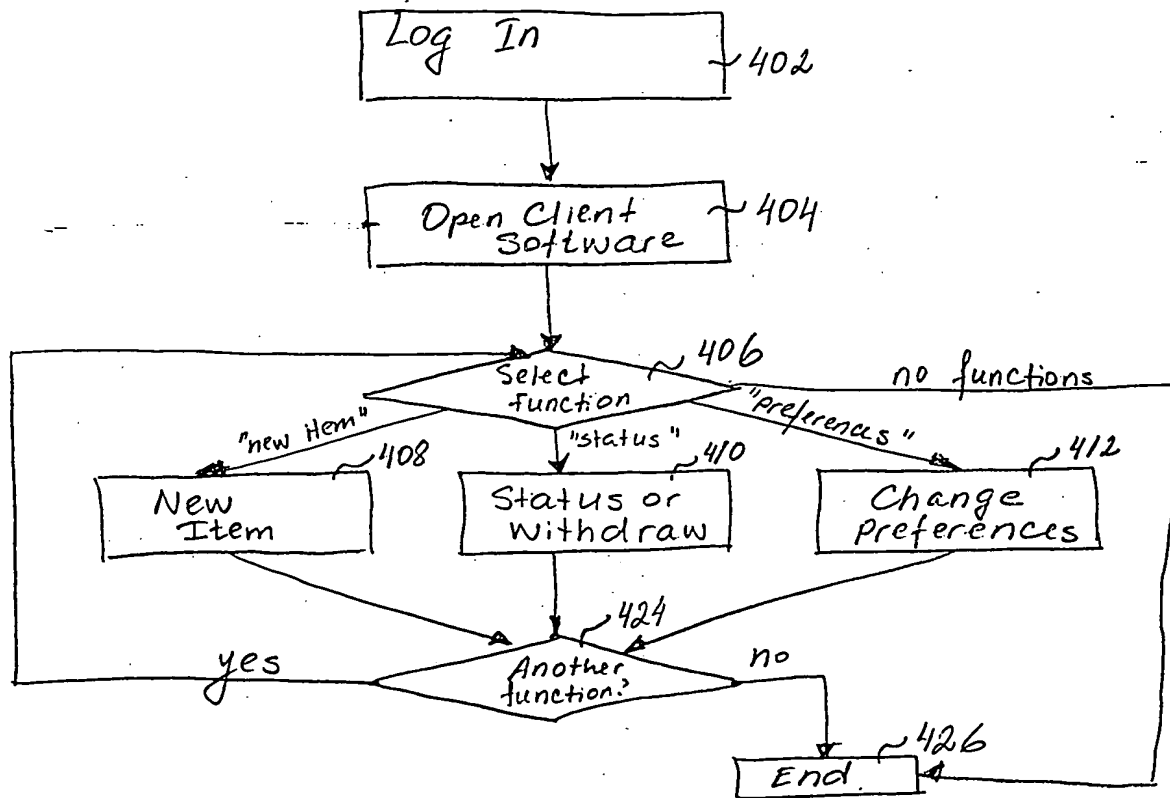 Log In
402
Open Client
Software
404
406
Select
function
no functions
"new item"
"status"
"preferences"
408
New
Item
410
Status or
Withdraw
412
Change
preferences
424
Another
function?
yes
no
426
End.